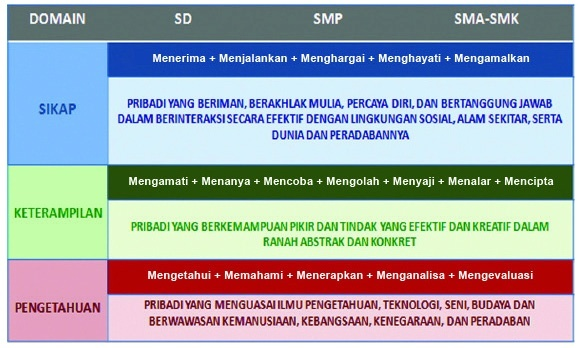 DOMAIN SD SMP SMA-SMK
Menerima + Menjalankan + Menghargai + Menghayati + Mengamalkan
SIKAP
PRIBADI YANG BERIMAN, BERAKHLAK MULIA, PERCAYA DIRI, DAN BERTANGGUNG JAWAB
DALAM BERINTERAKSI SECARA EFEKTIF DENGAN LINGKUNGAN SOSIAL, ALAM SEKITAR, SERTA
DUNIA DAN PERADABANNYA
Mengamati + Menanya + Mencoba + Mengolah + Menyaji + Menalar + Mencipta
KETERAMPILAN
PRIBADI YANG BERKEMAMPUAN PIKIR DAN TINDAK YANG EFEKTIF DAN KREATIF DALAM
RANAH ABSTRAK DAN KONKRET
Mengetahui + Memahami + Menerapkan + Menganalisa + Mengevaluasi
PENGETAHUAN
PRIBADI YANG MENGUASAI ILMU PENGETAHUAN, TEKNOLOGI, SENI, BUDAYA DAN
BERWAWASAN KEMANUSIAAN, KEBANGSAAN, KENEGARAAN, DAN PERADABAN